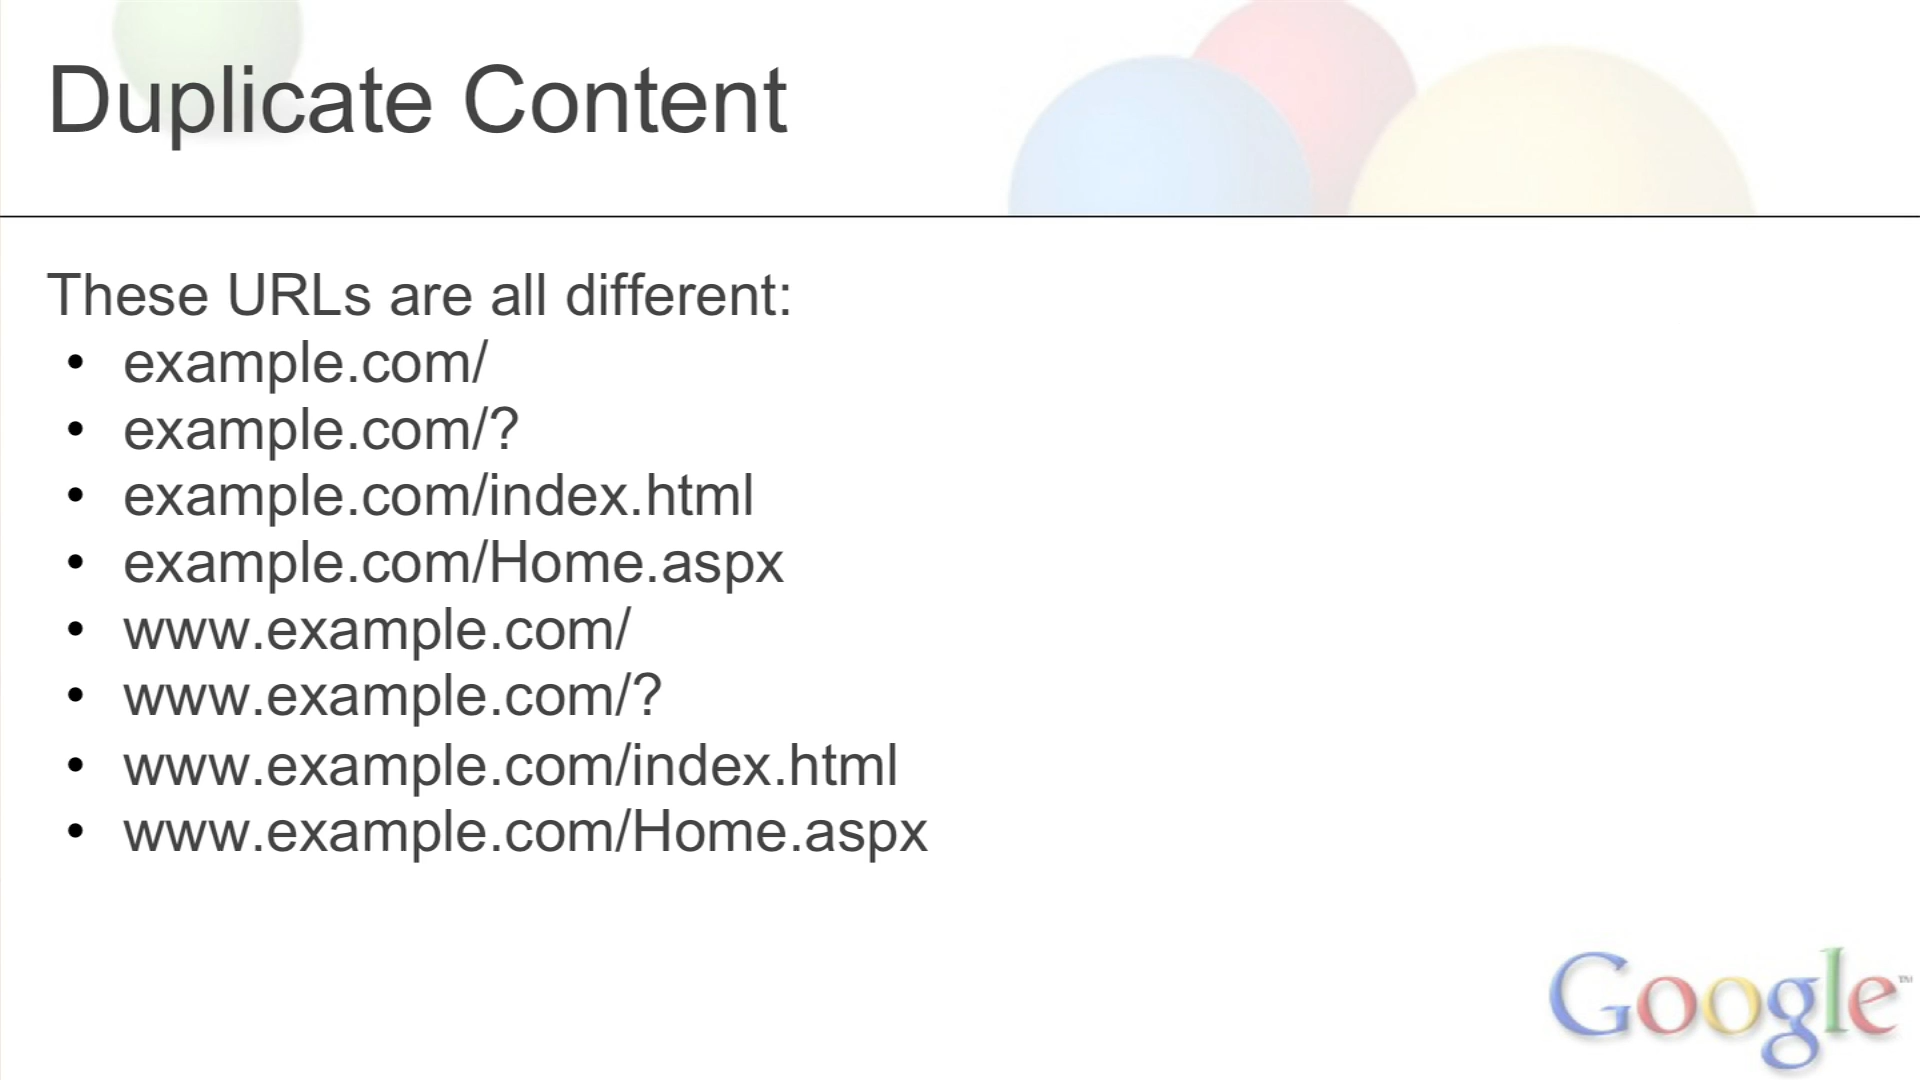 Duplicate Content
These URLs are all different:
• example.com/
• example.com/?
• example.com/index.html
• example.com/Home.aspx
• www.example.com/
• www.example.com/?
• www.example.com/index.html
• www.example.com/Home.aspx
Google™